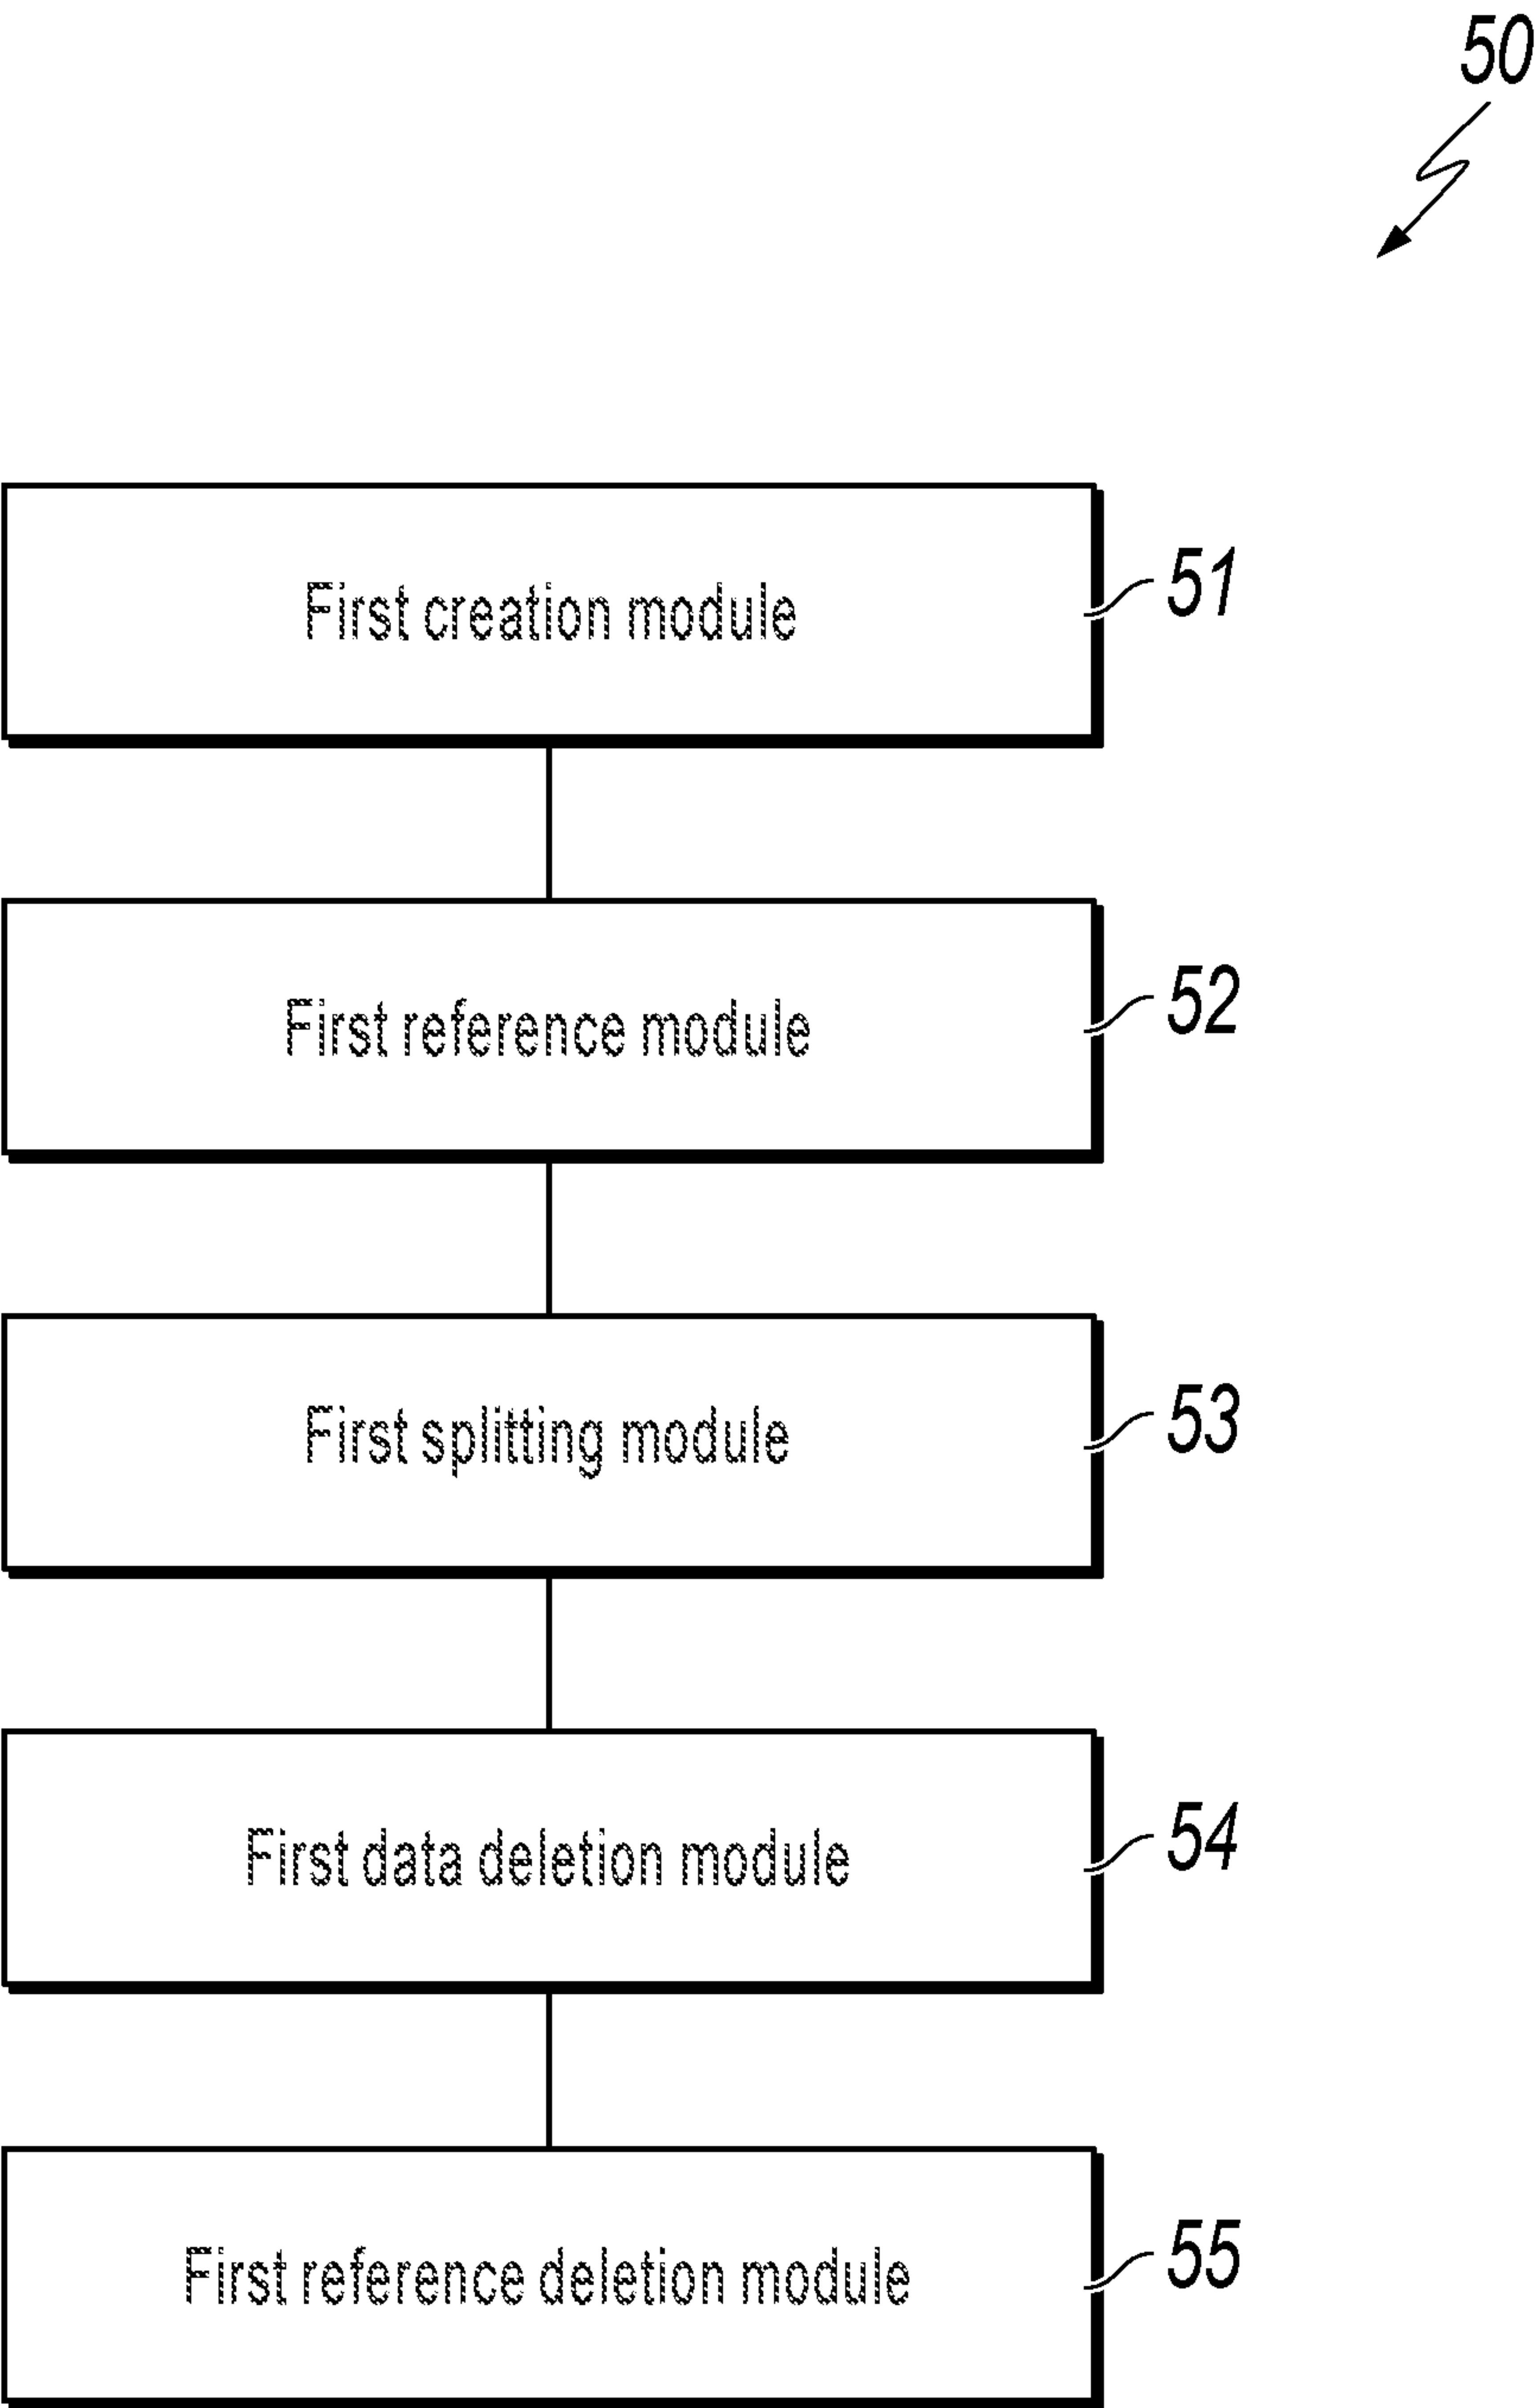 50
First creation module
51
First reference module
52
First splitting module
53
First data deletion module
54
First reference deletion module
55